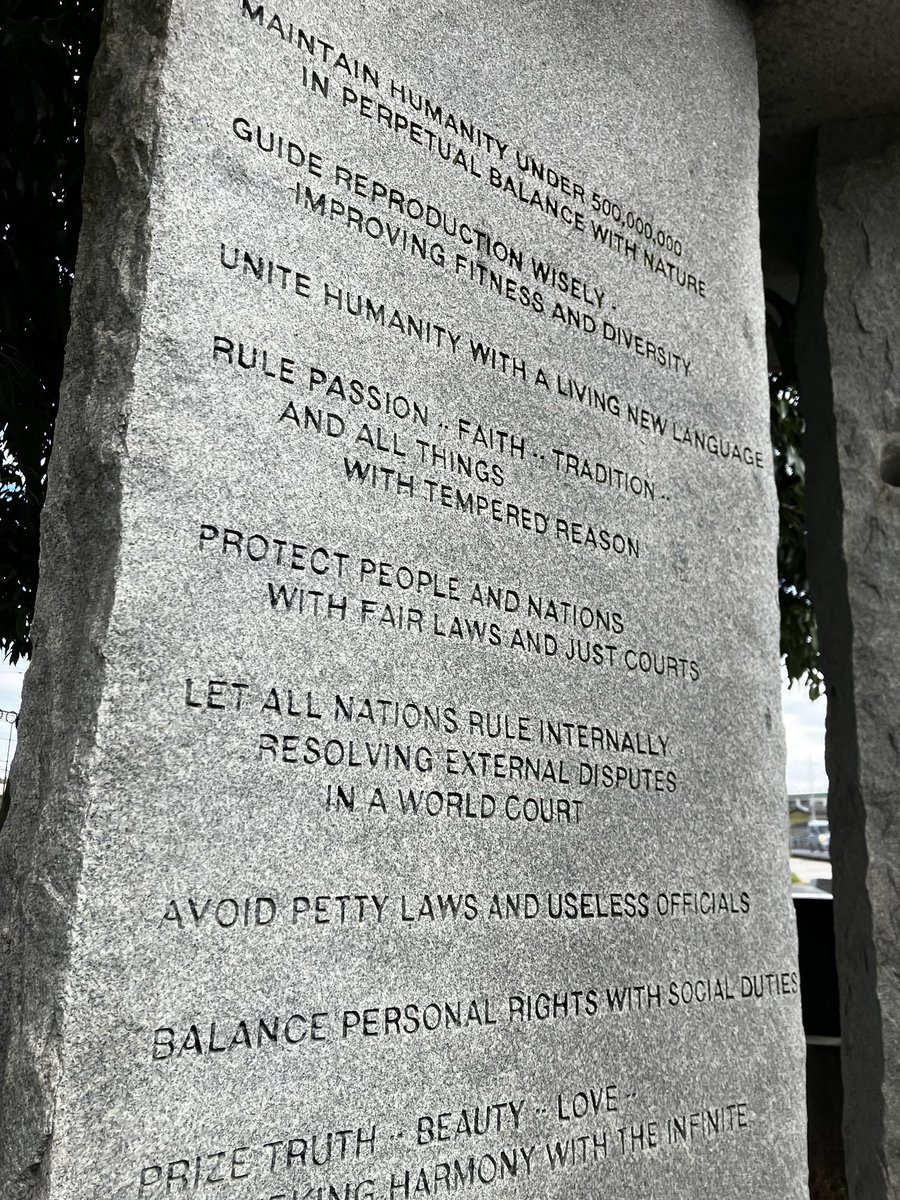 MAINTAIN HUMANITY UNDER 500,000,000
IN PERPETUAL BALANCE WITH NATURE
GUIDE REPRODUCTION WISELY ·
IMPROVING FITNESS AND DIVERSITY
UNITE HUMANITY WITH A LIVING NEW LANGUAGE
RULE PASSION ·· FAITH ·· TRADITION ··
AND ALL THINGS
WITH TEMPERED REASON
PROTECT PEOPLE AND NATIONS
WITH FAIR LAWS AND JUST COURTS
LET ALL NATIONS RULE INTERNALLY
RESOLVING EXTERNAL DISPUTES
IN A WORLD COURT
AVOID PETTY LAWS AND USELESS OFFICIALS
BALANCE PERSONAL RIGHTS WITH SOCIAL DUTIES
PRIZE TRUTH ·· BEAUTY ·· LOVE ··
HARMONY WITH THE INFINITE